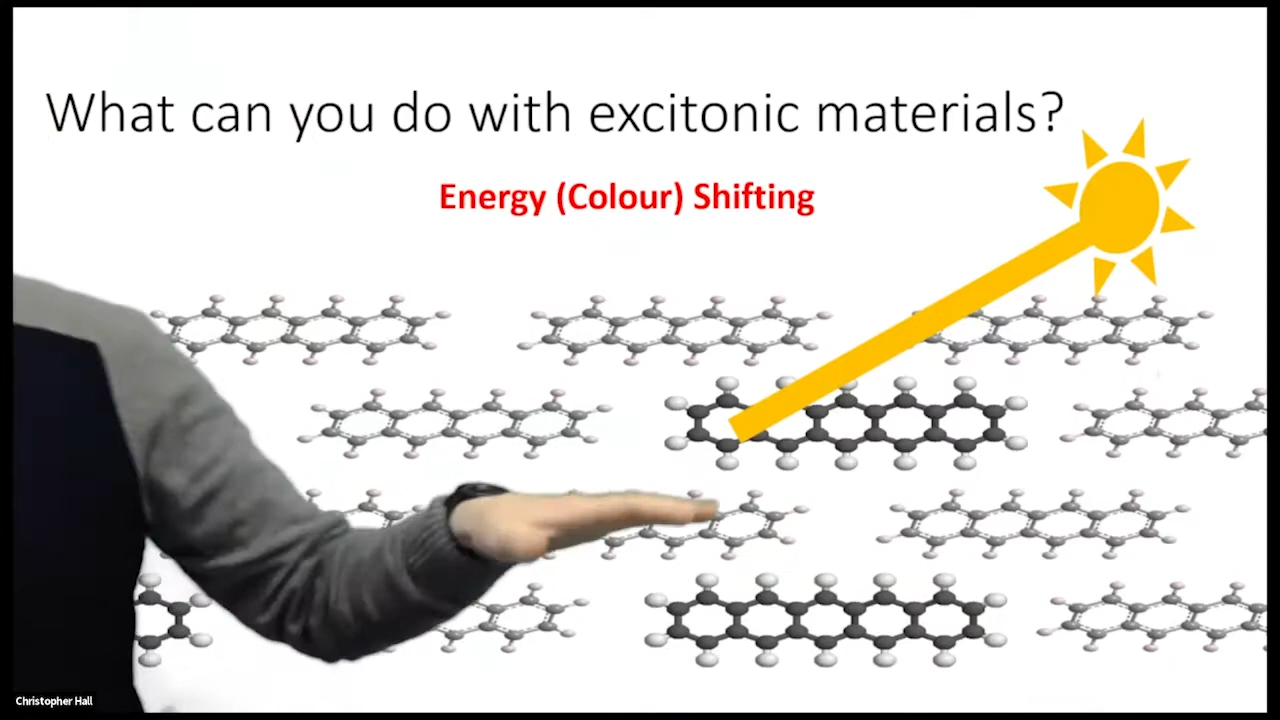 What can you do with excitonic materials?
Energy (Colour) Shifting
Christopher Hall